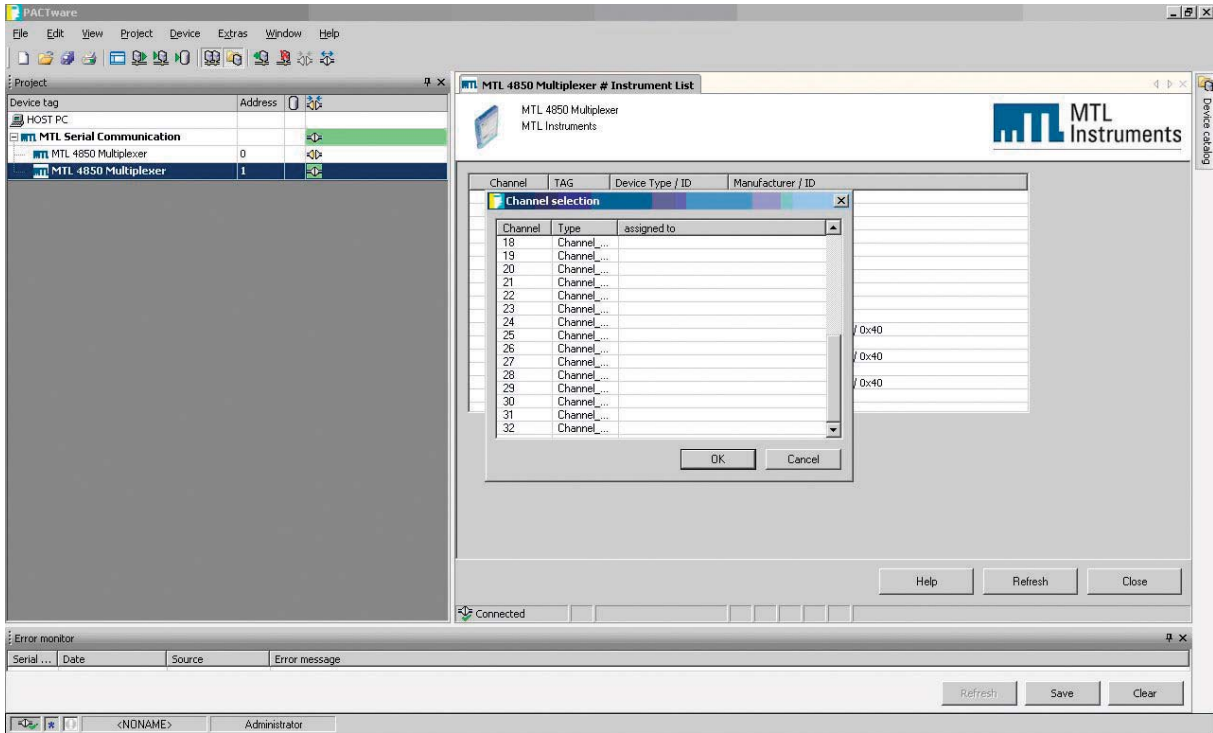 PACTware
File Edit View Project Device Extras Window Help
Project
Device tag Address
HOST PC
MTL Serial Communication
MTL 4850 Multiplexer 0
MTL 4850 Multiplexer 1
MTL 4850 Multiplexer # Instrument List
MTL 4850 Multiplexer
MTL Instruments
MTL
Instruments
Device catalog
Channel TAG Device Type / ID Manufacturer / ID
Channel selection
Channel Type assigned to
18 Channel_...
19 Channel_...
20 Channel_...
21 Channel_...
22 Channel_...
23 Channel_...
24 Channel_...
25 Channel_...
26 Channel_...
27 Channel_...
28 Channel_...
29 Channel_...
30 Channel_...
31 Channel_...
32 Channel_...
/ 0x40
/ 0x40
/ 0x40
OK Cancel
Help Refresh Close
Connected
Error monitor
Serial ... Date Source Error message
Refresh Save Clear
<NONAME> Administrator